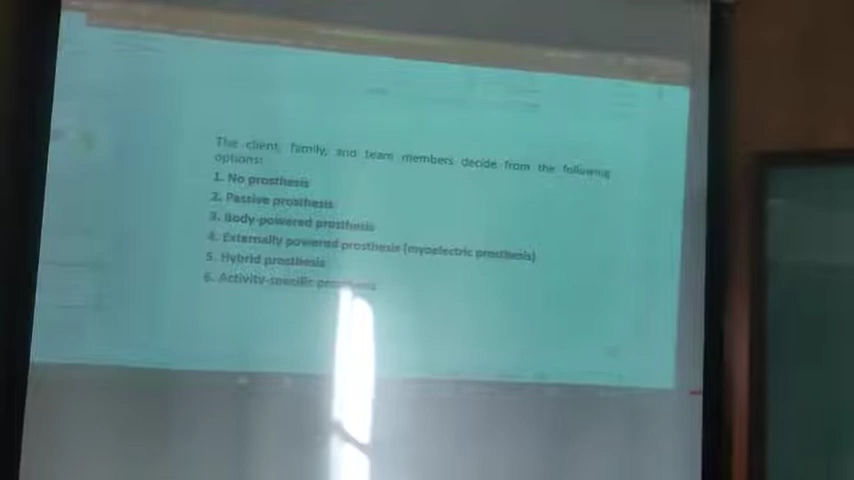 The client, family, and team members decide from the following
options:
1. No prosthesis
2. Passive prosthesis
3. Body-powered prosthesis
4. Externally powered prosthesis (myoelectric prosthesis)
5. Hybrid prosthesis
6. Activity-specific prosthesis